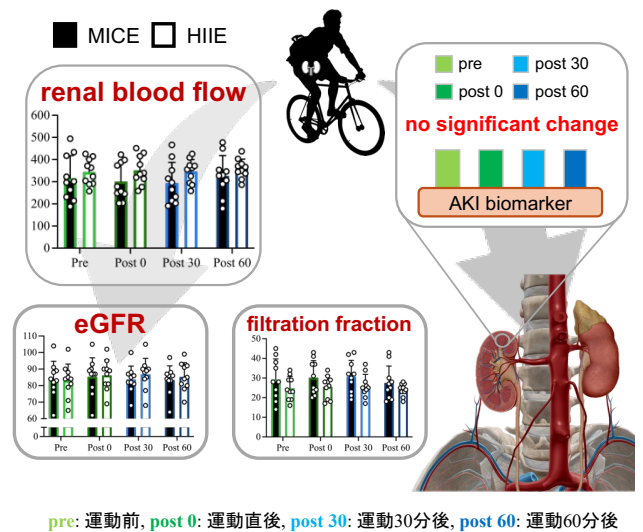 MICE HIIE
renal blood flow
600
500
400
300
200
100
0
Pre Post 0 Post 30 Post 60
pre post 30
post 0 post 60
no significant change
AKI biomarker
eGFR
110
100
90
80
70
60
0
Pre Post 0 Post 30 Post 60
filtration fraction
50
40
30
20
10
0
Pre Post 0 Post 30 Post 60
pre: 運動前, post 0: 運動直後, post 30: 運動30分後, post 60: 運動60分後